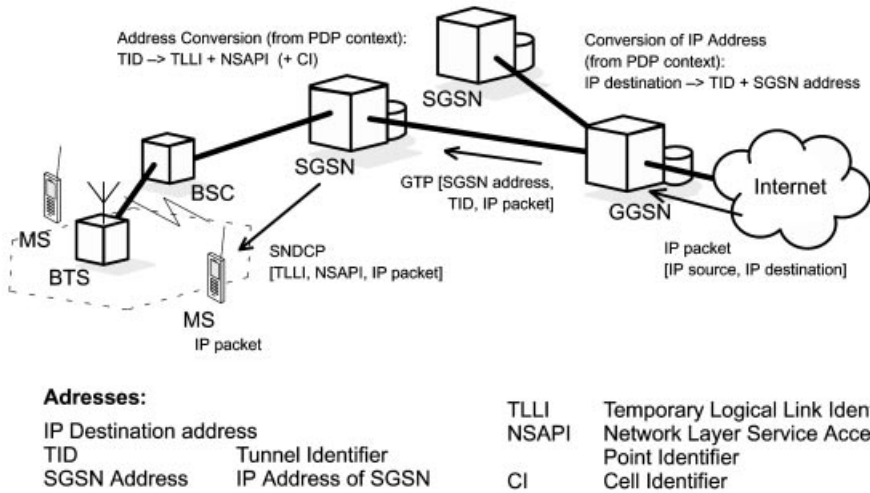 Address Conversion (from PDP context):
TID –> TLLI + NSAPI (+ CI)
SGSN
Conversion of IP Address
(from PDP context):
IP destination –> TID + SGSN address
SGSN
BSC
GTP [SGSN address,
TID, IP packet]
GGSN
Internet
MS
BTS
SNDCP
[TLLI, NSAPI, IP packet]
IP packet
[IP source, IP destination]
MS
IP packet
Adresses:
IP Destination address
TID Tunnel Identifier
SGSN Address IP Address of SGSN
TLLI Temporary Logical Link
NSAPI Network Layer Service
Point Identifier
CI Cell Identifier